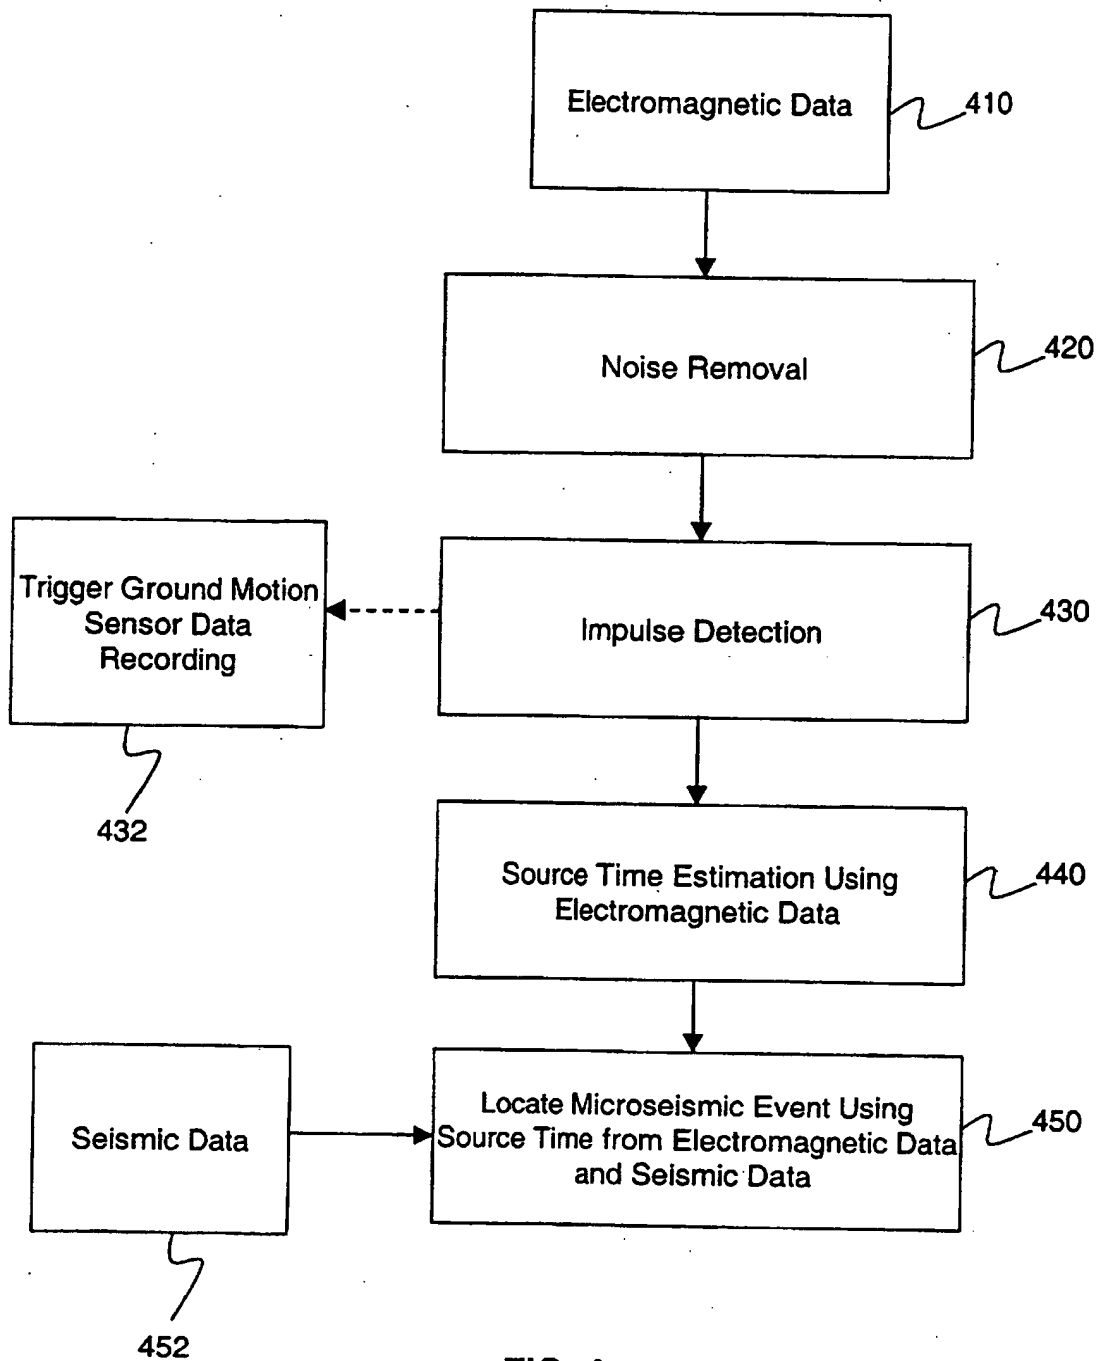 Electromagnetic Data
410
Noise Removal
420
Trigger Ground Motion
Sensor Data
Recording
432
Impulse Detection
430
Source Time Estimation Using
Electromagnetic Data
440
Seismic Data
452
Locate Microseismic Event Using
Source Time from Electromagnetic Data
and Seismic Data
450